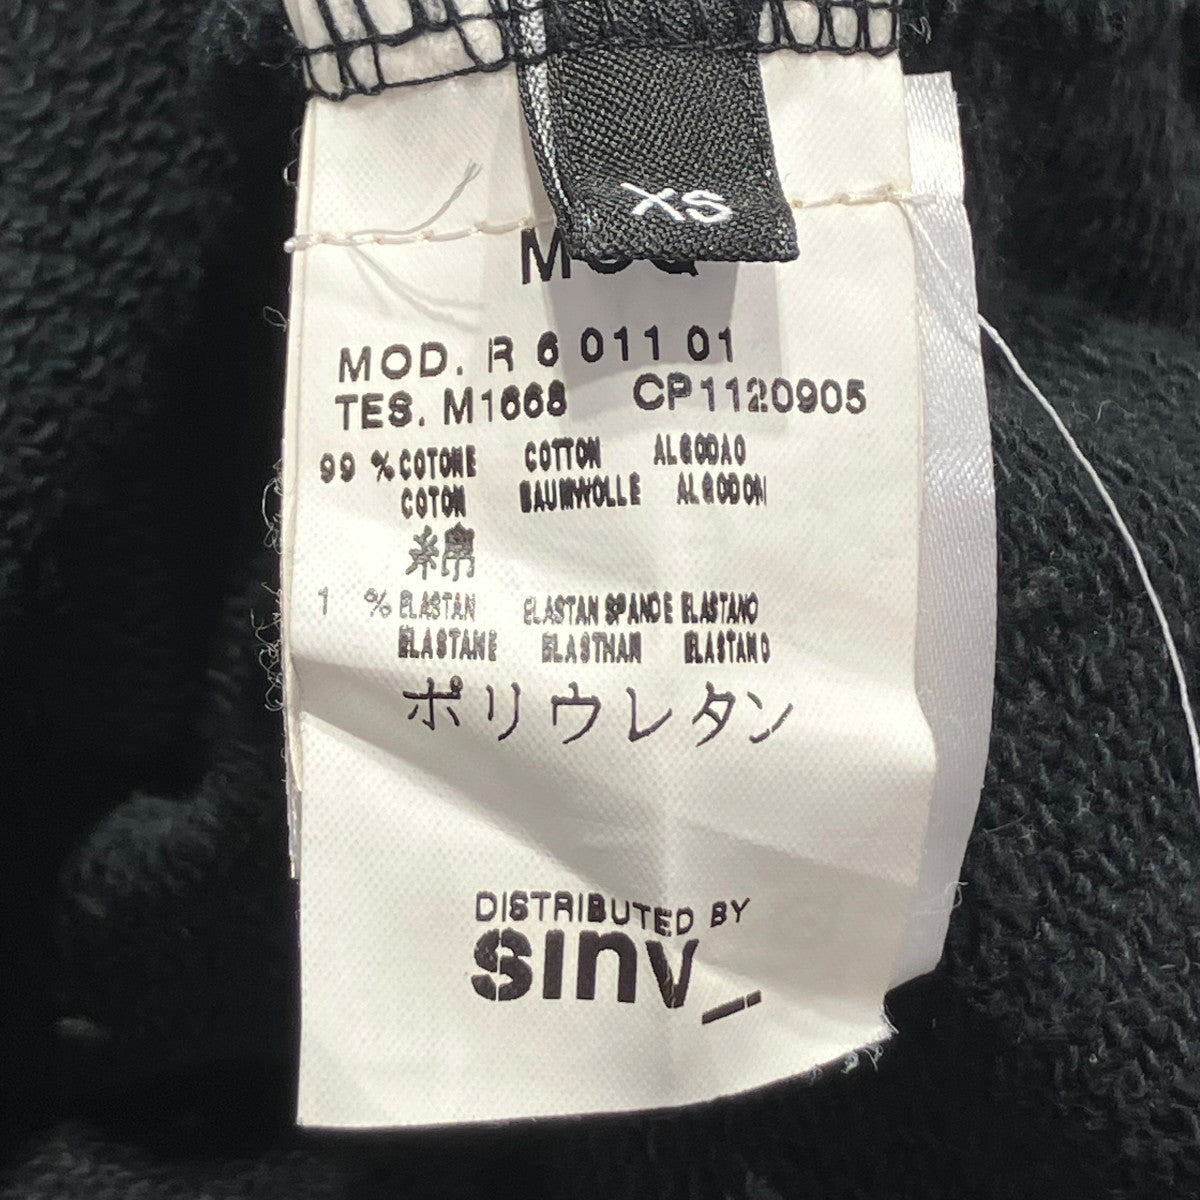 XS
MOD. R 6 011 01
TES. M1668 CP1120905
99 % COTONE COTTON ALGODAO
COTON BAUMWOLLE ALGODON
綿
1 % ELASTAN ELASTAN SPANDE ELASTANO
ELASTANE ELASTHAN ELASTANO
ポリウレタン
DISTRIBUTED BY
sinv_